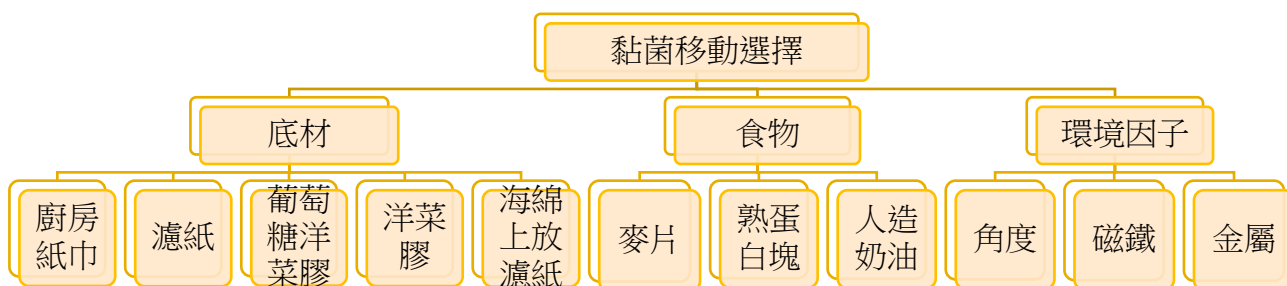 黏菌移動選擇
底材
食物
環境因子
廚房
紙巾
濾紙
葡萄
糖洋
菜膠
洋菜
膠
海綿
上放
濾紙
麥片
熟蛋
白塊
人造
奶油
角度
磁鐵
金屬